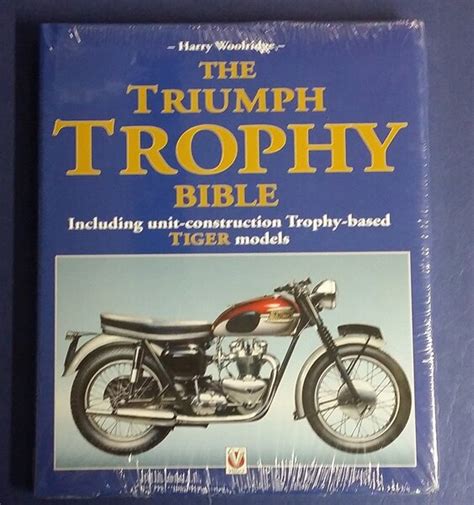 - Harry Woolridge -
THE
TRIUMPH
TROPHY
BIBLE
Including unit-construction Trophy-based
TIGER models
V